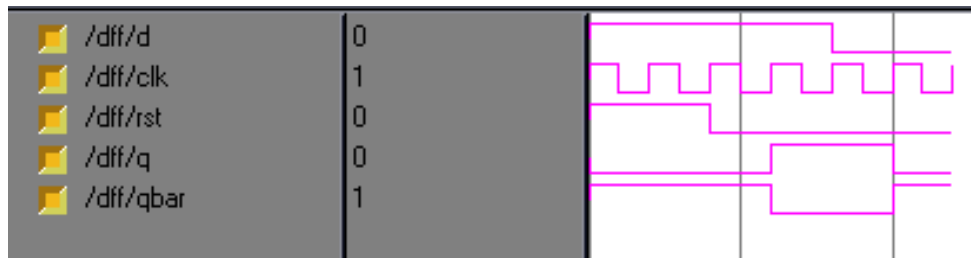 /dff/d 0
/dff/clk 1
/dff/rst 0
/dff/q 0
/dff/qbar 1